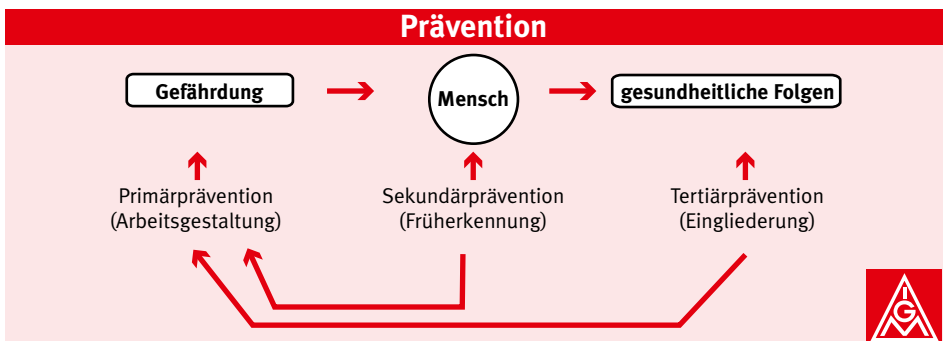 Prävention
Gefährdung
Mensch
gesundheitliche Folgen
Primärprävention
(Arbeitsgestaltung)
Sekundärprävention
(Früherkennung)
Tertiärprävention
(Eingliederung)
IGM